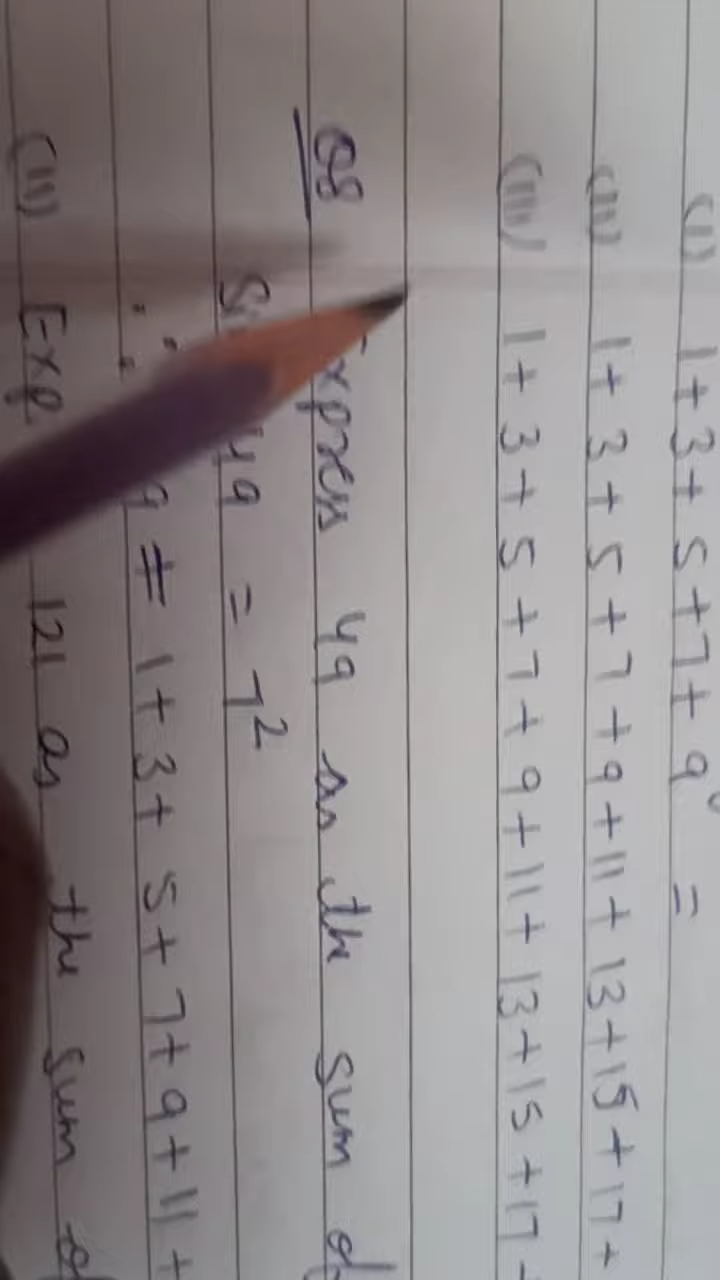 (i) 1+3+5+7+9 =
(ii) 1+3+5+7+9+11+13+15+17+
(iii) 1+3+5+7+9+11+13+15+17
Q8 Express 49 as the sum of
49 = 7²
∴ 9 = 1+3+5+7+9+11+
(ii) Exp 121 as the sum of